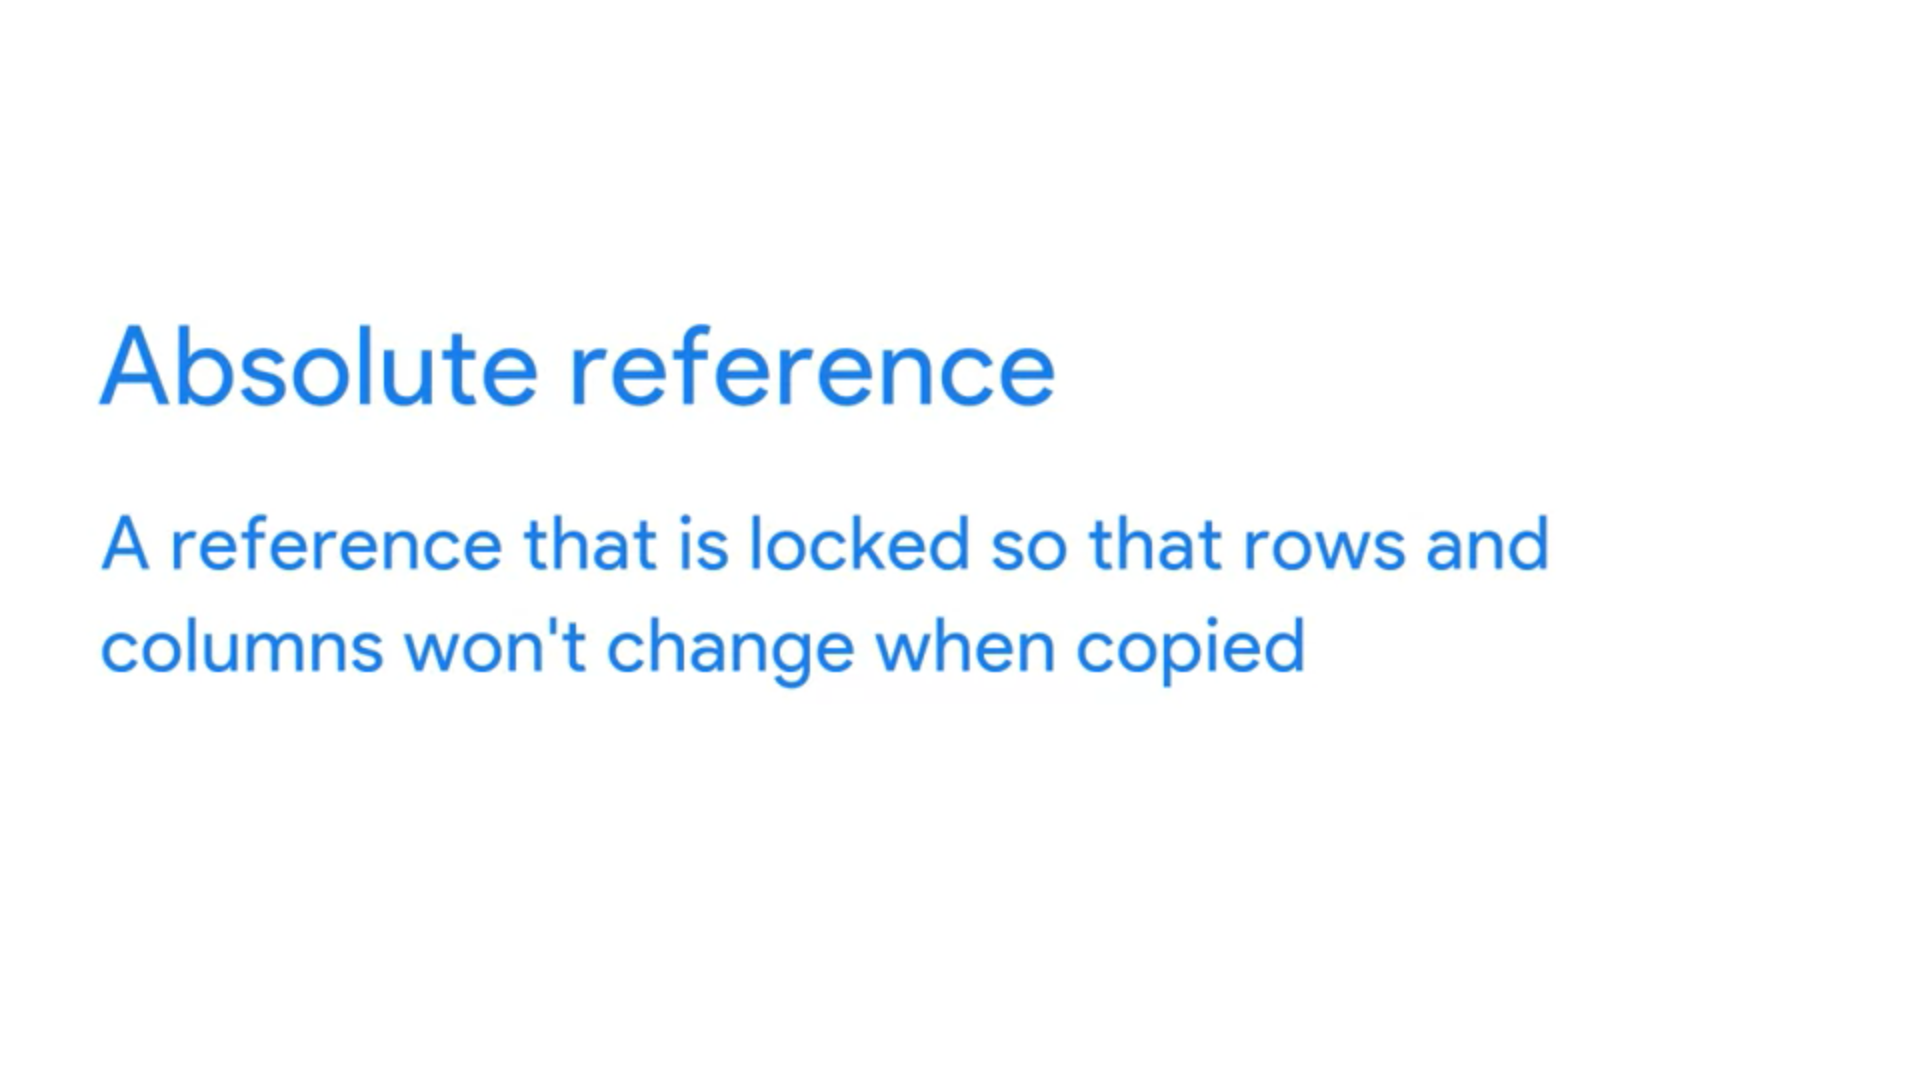 Absolute reference
A reference that is locked so that rows and
columns won't change when copied